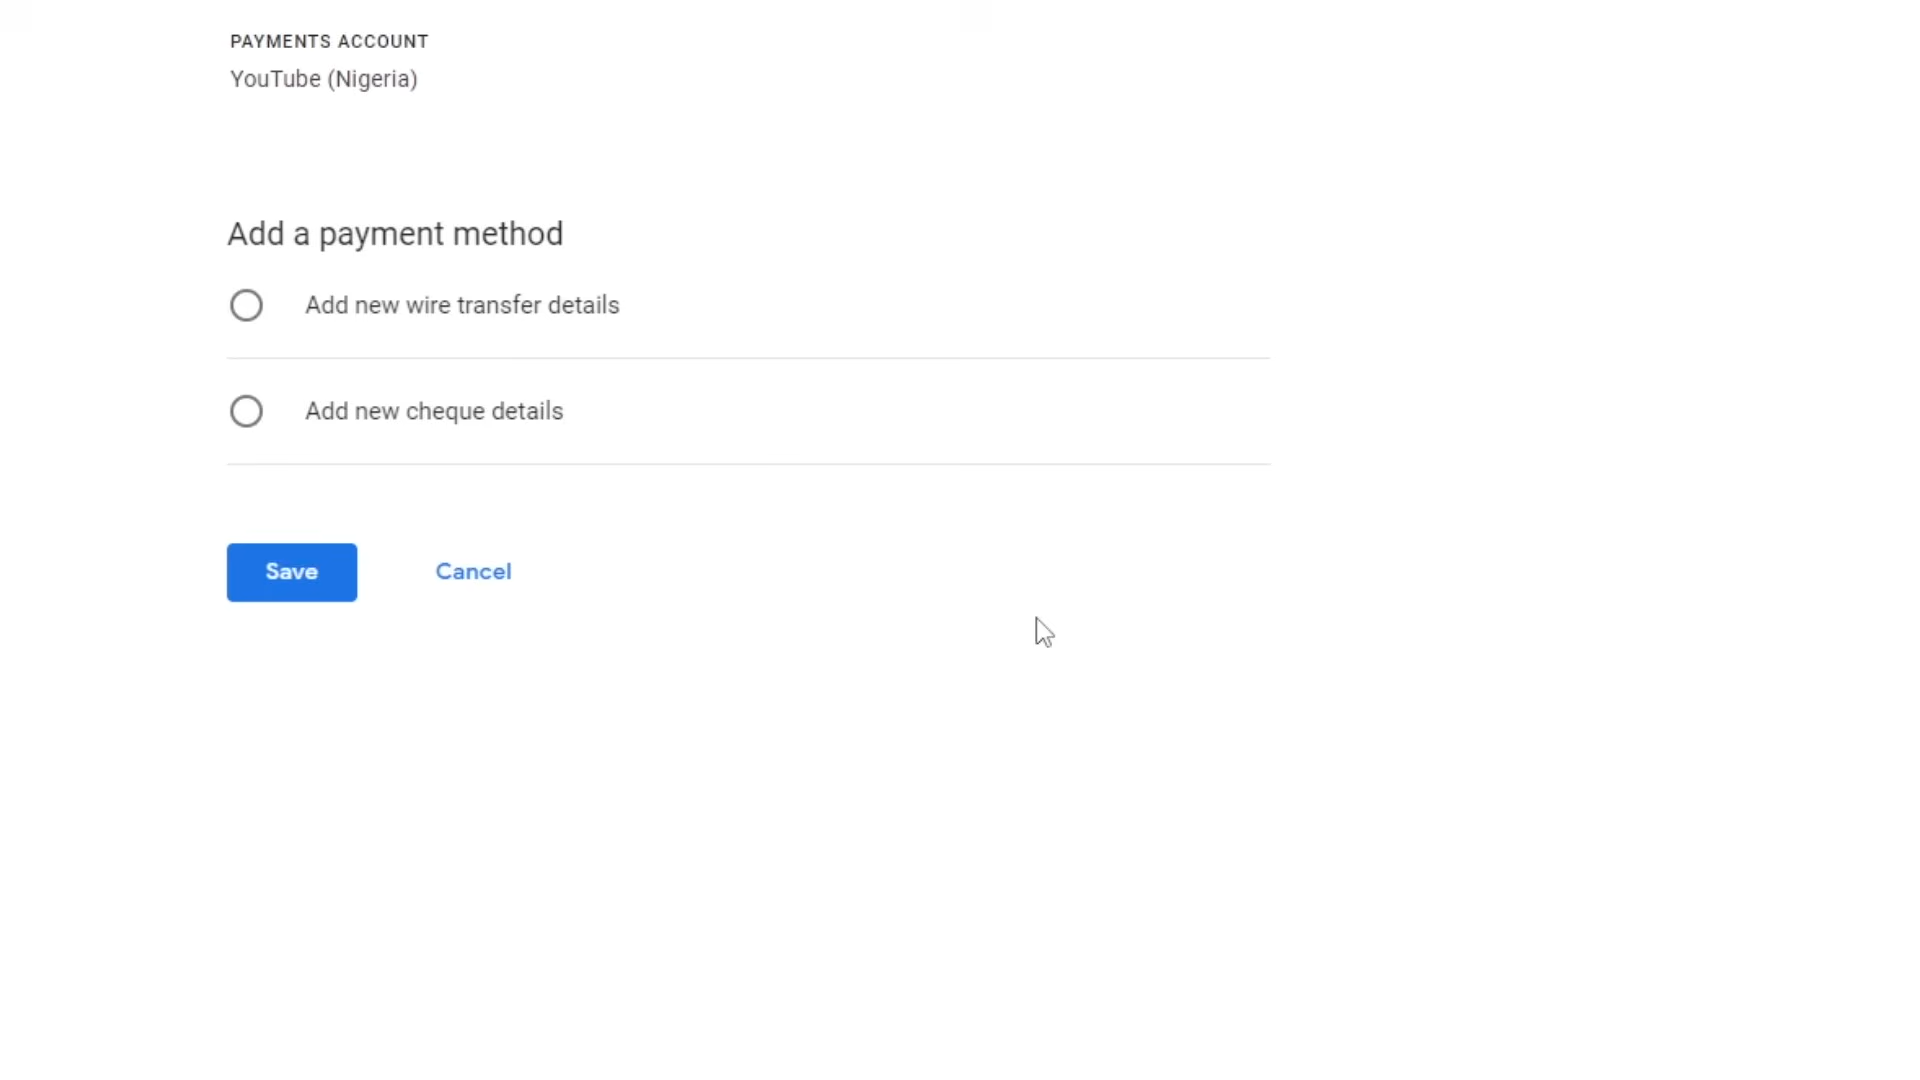 PAYMENTS ACCOUNT
YouTube (Nigeria)
Add a payment method
Add new wire transfer details
Add new cheque details
Save
Cancel